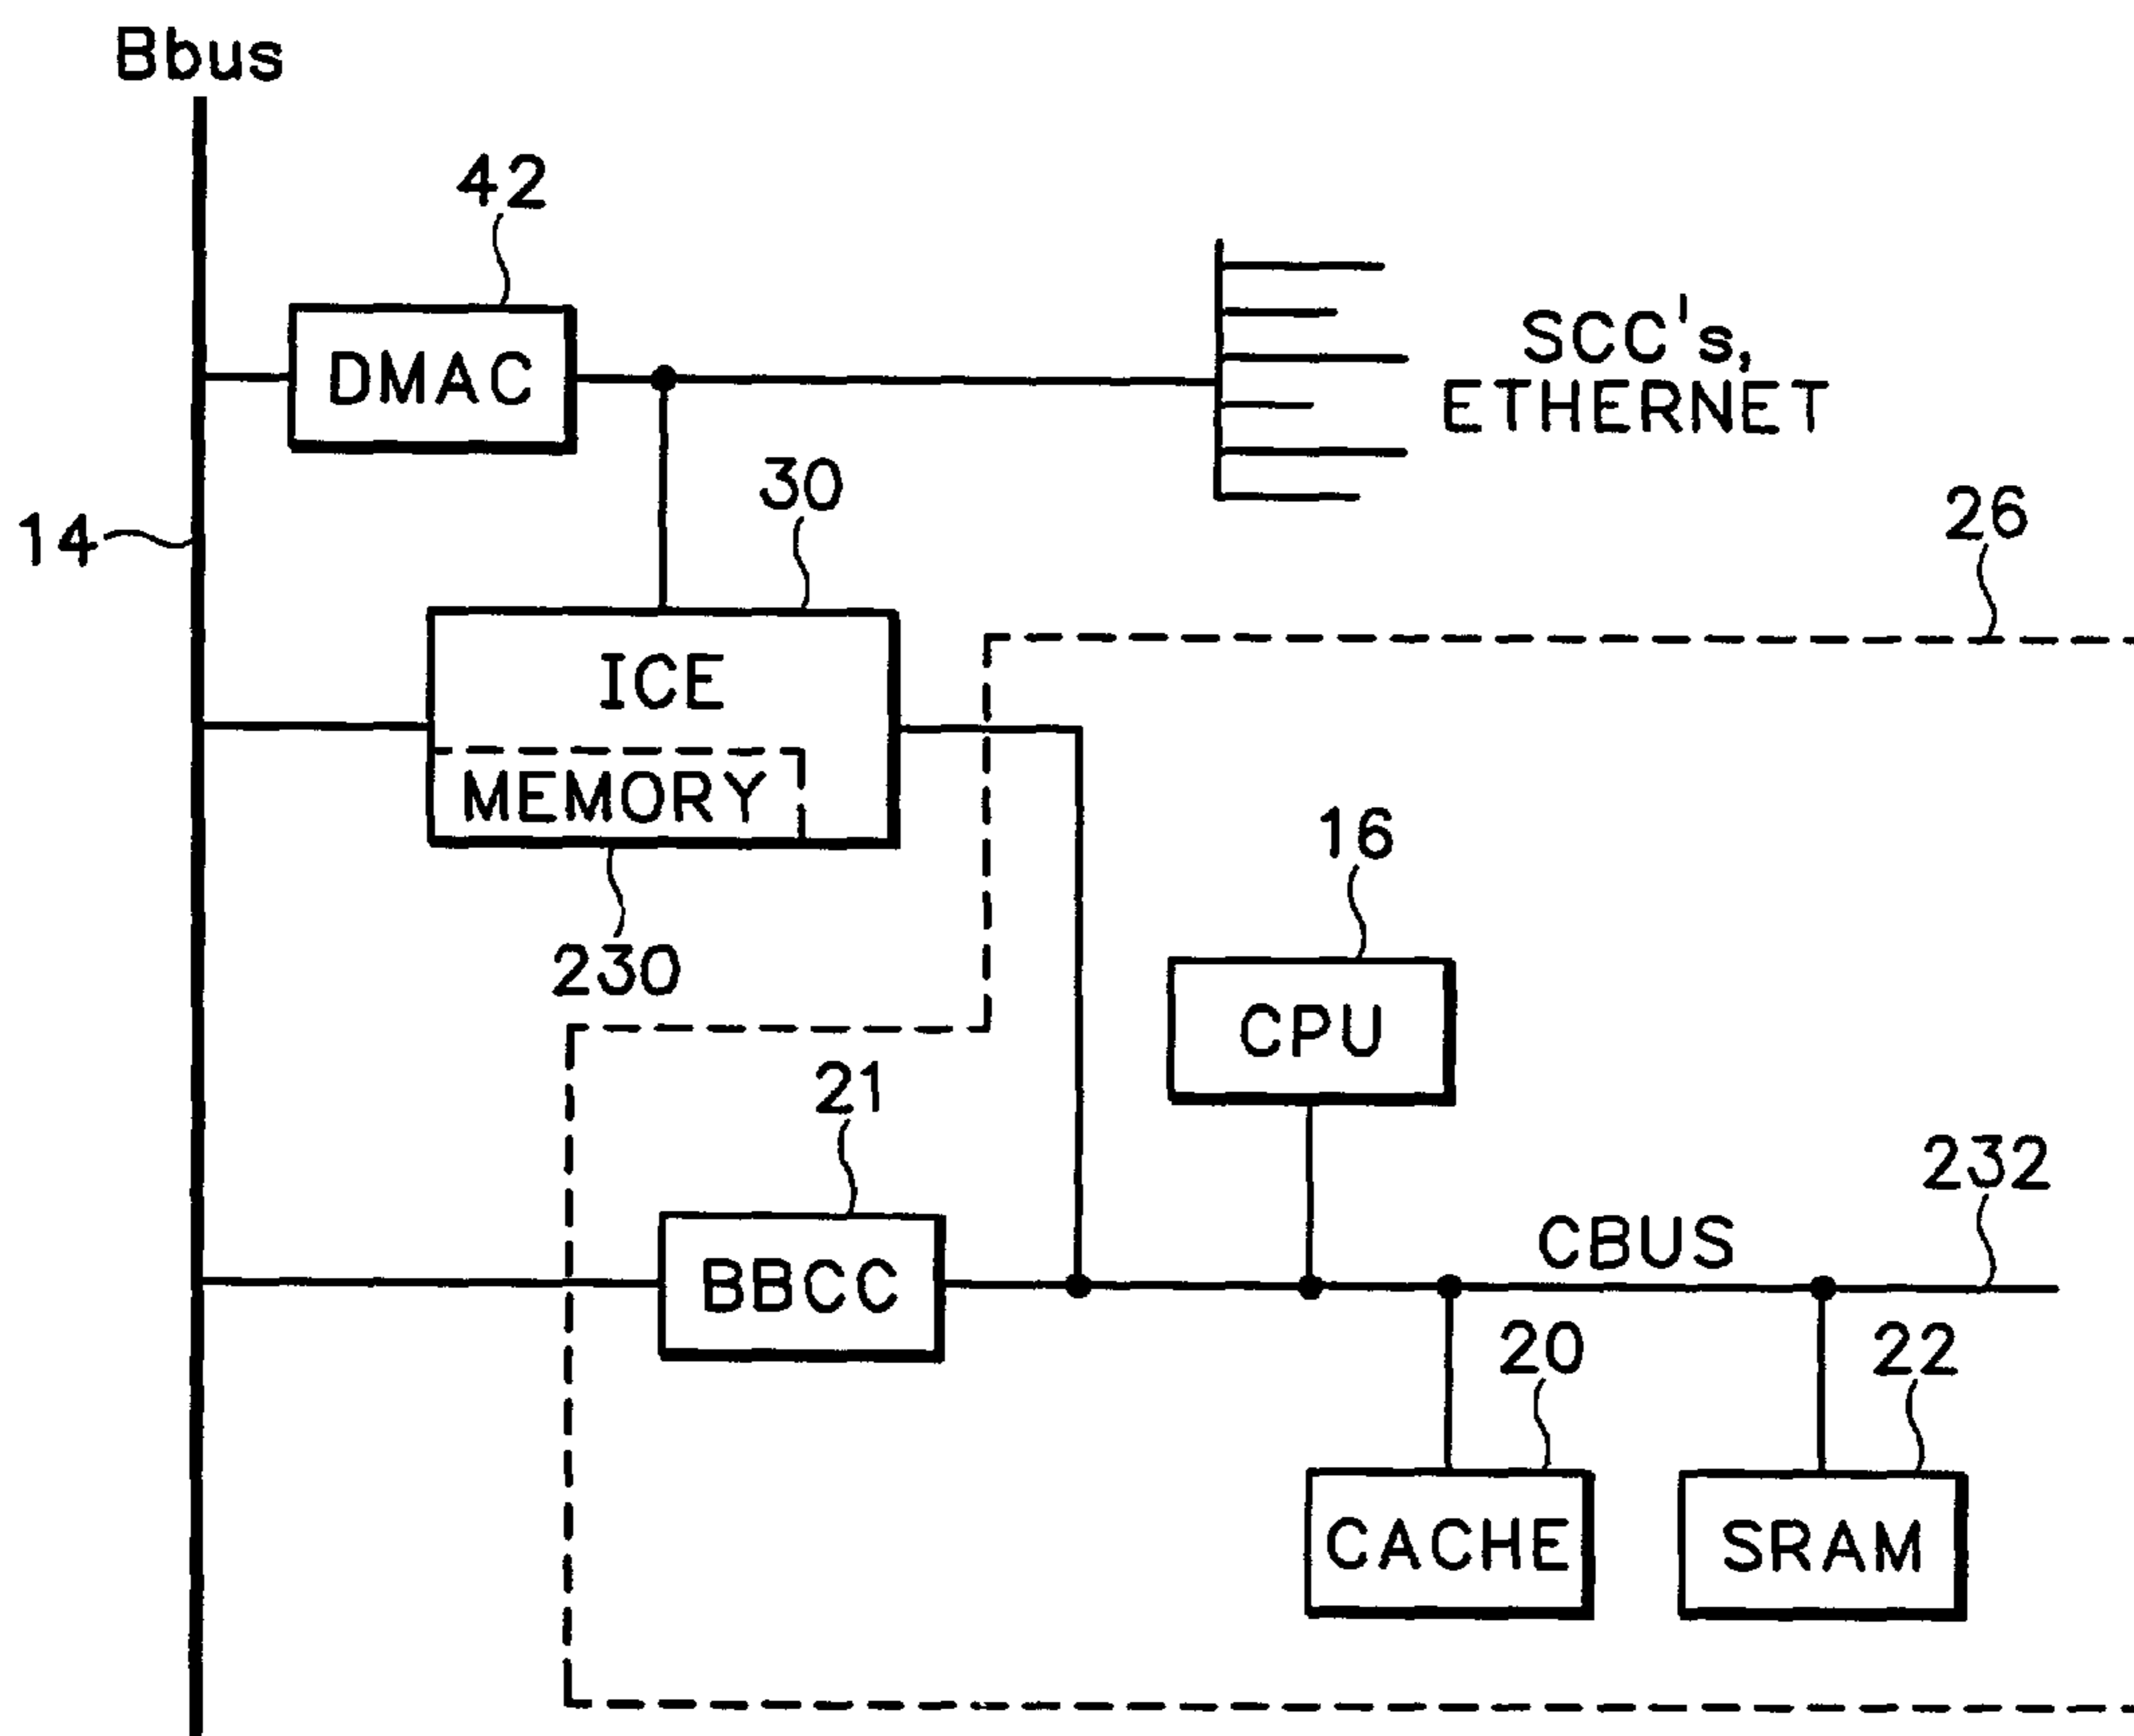 Bbus
42
DMAC
SCC's,
ETHERNET
14
30
26
ICE
MEMORY
230
16
CPU
21
BBCC
CBUS
232
20
22
CACHE
SRAM